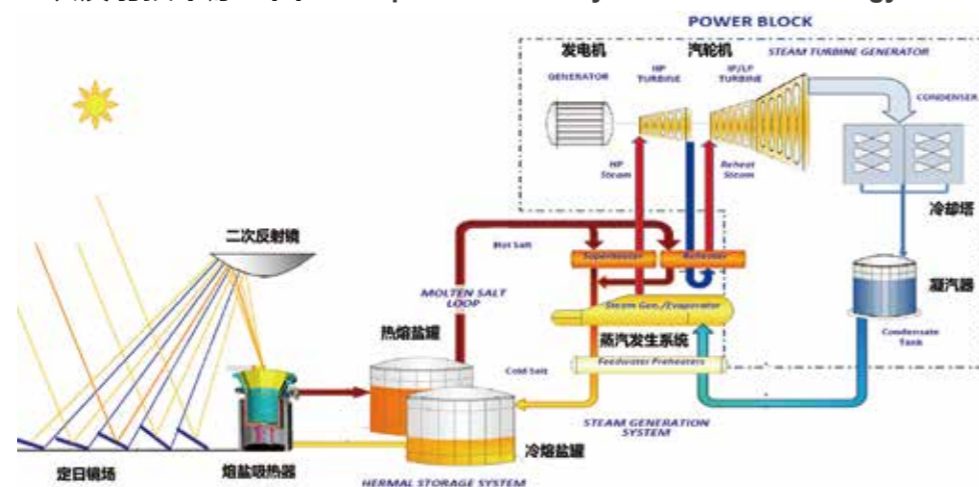 POWER BLOCK
发电机
汽轮机
STEAM TURBINE GENERATOR
GENERATOR
HP
TURBINE
IP/LP
TURBINE
CONDENSER
HP
Steam
Reheat
Steam
冷却塔
二次反射镜
Hot Salt
Superheater
Reheater
MOLTEN SALT
LOOP
Steam Gen./Evaporator
凝汽器
热熔盐罐
蒸汽发生系统
Condensate
Tank
Feedwater Preheaters
Cold Salt
STEAM GENERATION
SYSTEM
定日镜场
熔盐吸热器
冷熔盐罐
HERMAL STORAGE SYSTEM